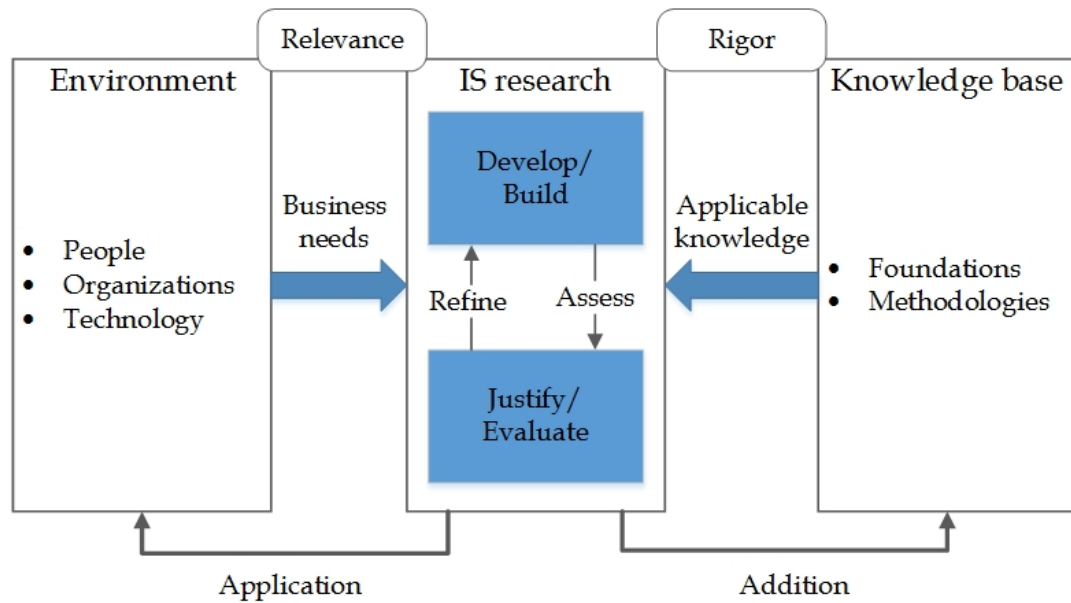 Relevance
Rigor
Environment
IS research
Knowledge base
Develop/
Build
Business
needs
Applicable
knowledge
• People
• Organizations
• Technology
Refine
Assess
• Foundations
• Methodologies
Justify/
Evaluate
Application
Addition